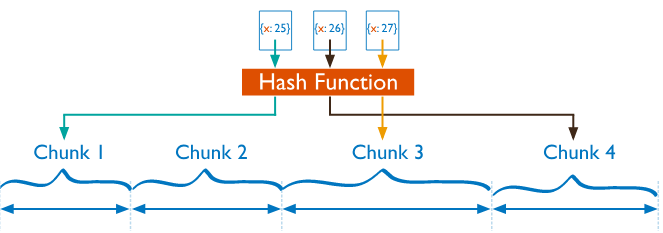 {x: 25} {x: 26} {x: 27}
Hash Function
Chunk 1 Chunk 2 Chunk 3 Chunk 4